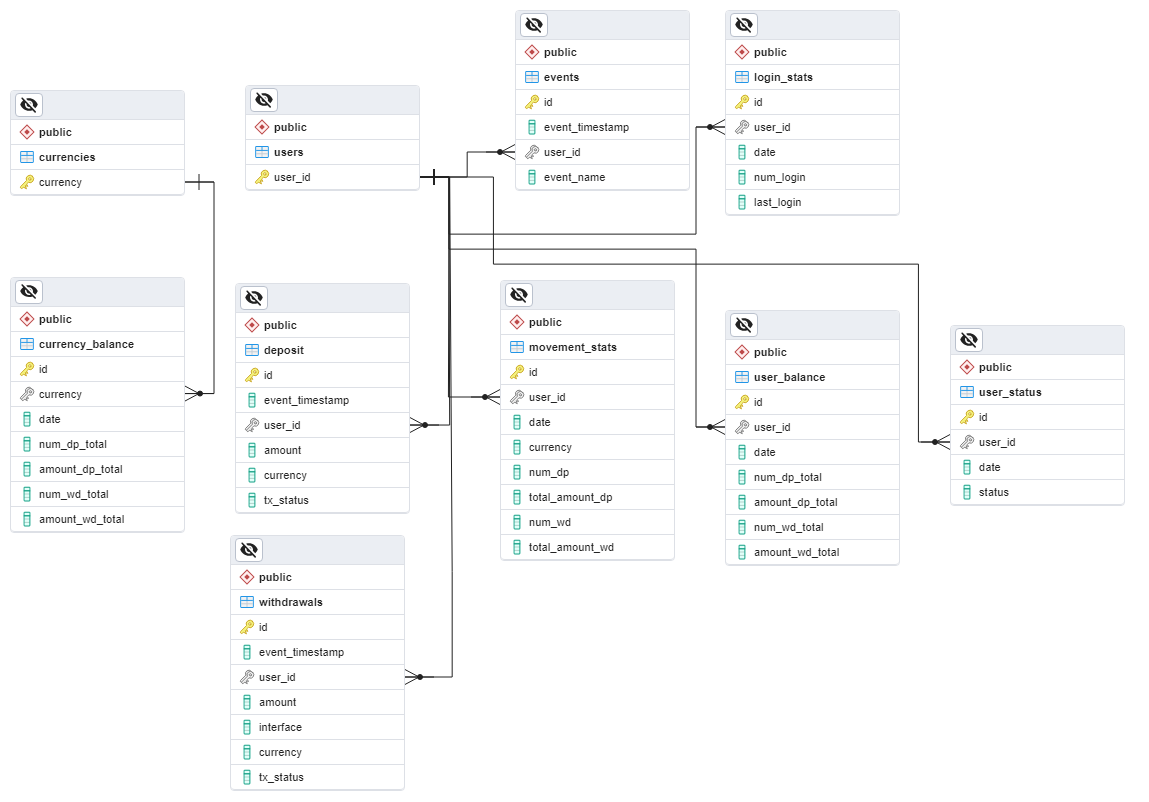 public
currencies
currency
public
users
user_id
public
events
id
event_timestamp
user_id
event_name
public
login_stats
id
user_id
date
num_login
last_login
public
currency_balance
id
currency
date
num_dp_total
amount_dp_total
num_wd_total
amount_wd_total
public
deposit
id
event_timestamp
user_id
amount
currency
tx_status
public
movement_stats
id
user_id
date
currency
num_dp
total_amount_dp
num_wd
total_amount_wd
public
user_balance
id
user_id
date
num_dp_total
amount_dp_total
num_wd_total
amount_wd_total
public
user_status
id
user_id
date
status
public
withdrawals
id
event_timestamp
user_id
amount
interface
currency
tx_status